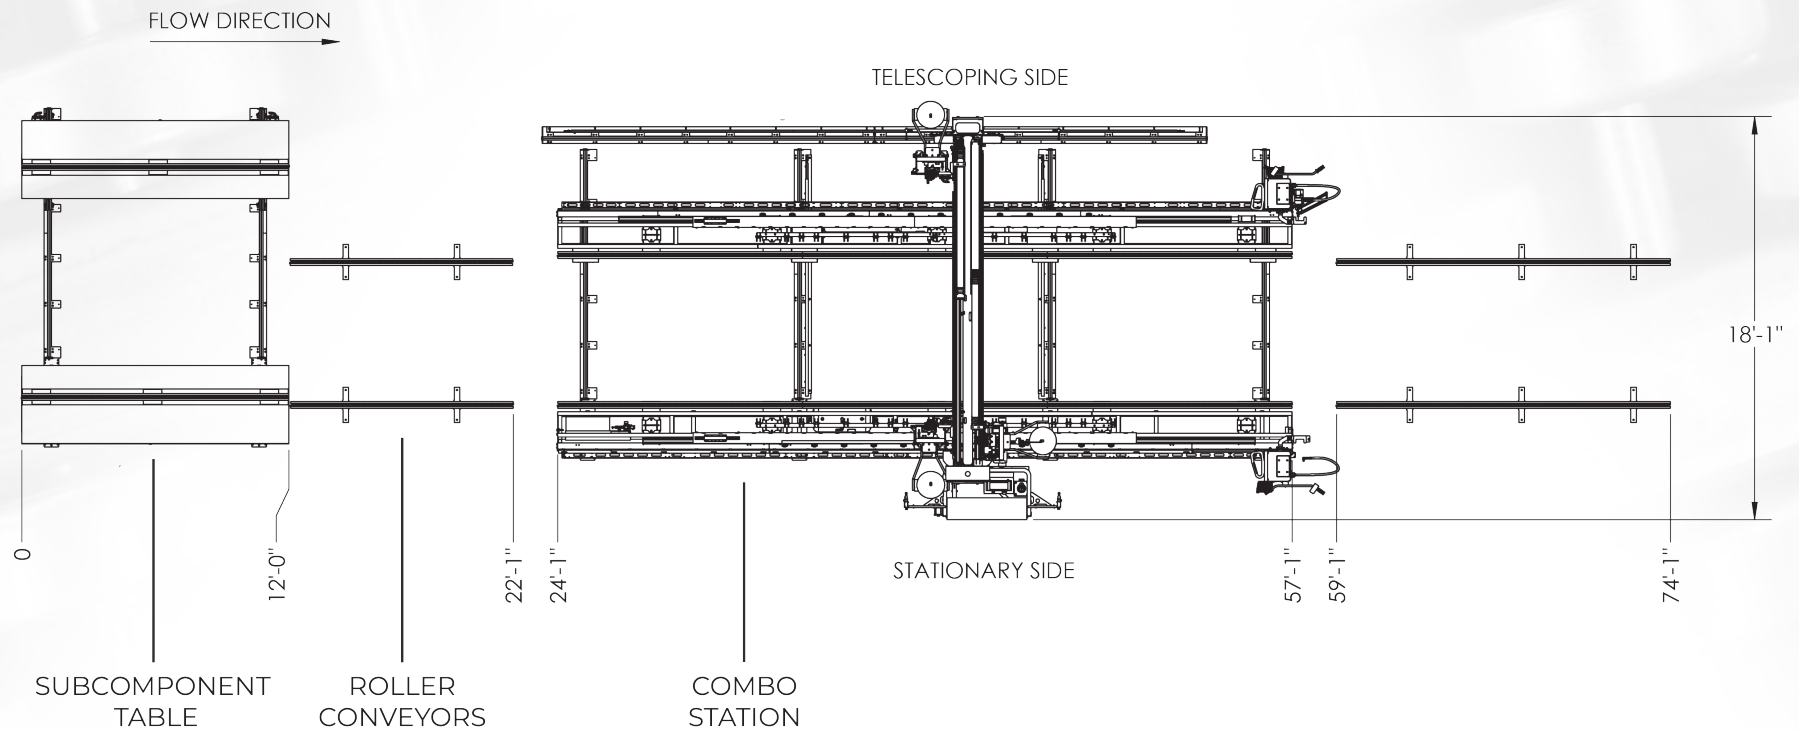 FLOW DIRECTION
TELESCOPING SIDE
18'-1"
STATIONARY SIDE
0
12'-0"
22'-1"
24'-1"
57'-1"
59'-1"
74'-1"
SUBCOMPONENT
TABLE
ROLLER
CONVEYORS
COMBO
STATION